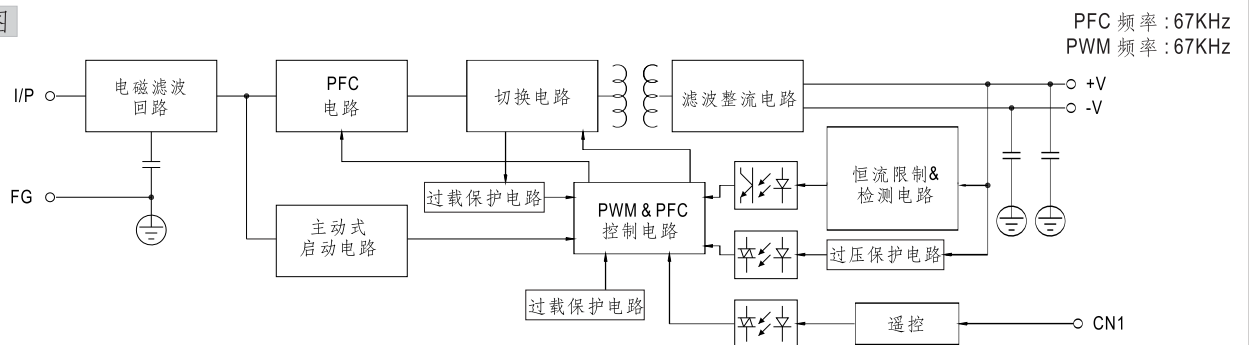 图
PFC 频率 : 67KHz
PWM 频率 : 67KHz
I/P
电磁滤波
回路
PFC
电路
切换电路
滤波整流电路
+V
-V
FG
过载保护电路
主动式
启动电路
PWM & PFC
控制电路
恒流限制&
检测电路
过压保护电路
过载保护电路
遥控
CN1